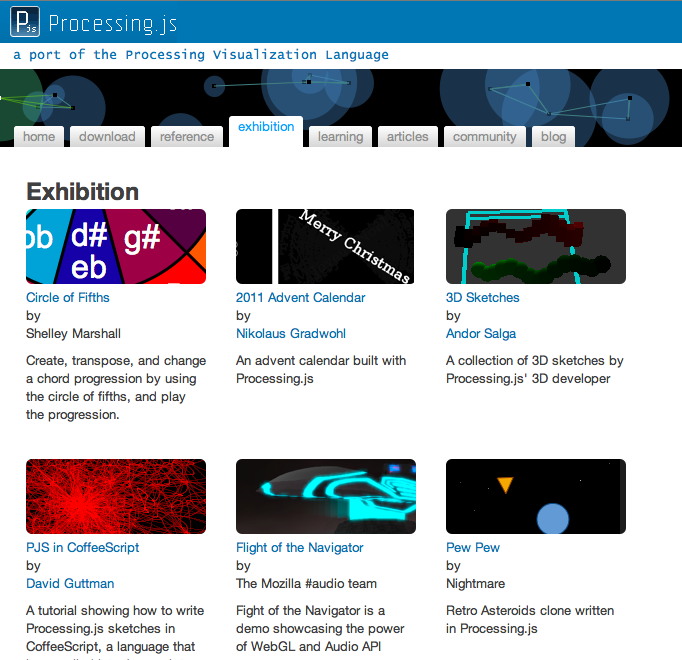 Pjs Processing.js
a port of the Processing Visualization Language
home download reference exhibition learning articles community blog
Exhibition
bb d# g#
eb
Merry Christmas
Circle of Fifths
by
Shelley Marshall
Create, transpose, and change
a chord progression by using
the circle of fifths, and play
the progression.
2011 Advent Calendar
by
Nikolaus Gradwohl
An advent calendar built with
Processing.js
3D Sketches
by
Andor Salga
A collection of 3D sketches by
Processing.js' 3D developer
PJS in CoffeeScript
by
David Guttman
A tutorial showing how to write
Processing.js sketches in
CoffeeScript, a language that
Flight of the Navigator
by
The Mozilla #audio team
Fight of the Navigator is a
demo showcasing the power
of WebGL and Audio API
Pew Pew
by
Nightmare
Retro Asteroids clone written
in Processing.js